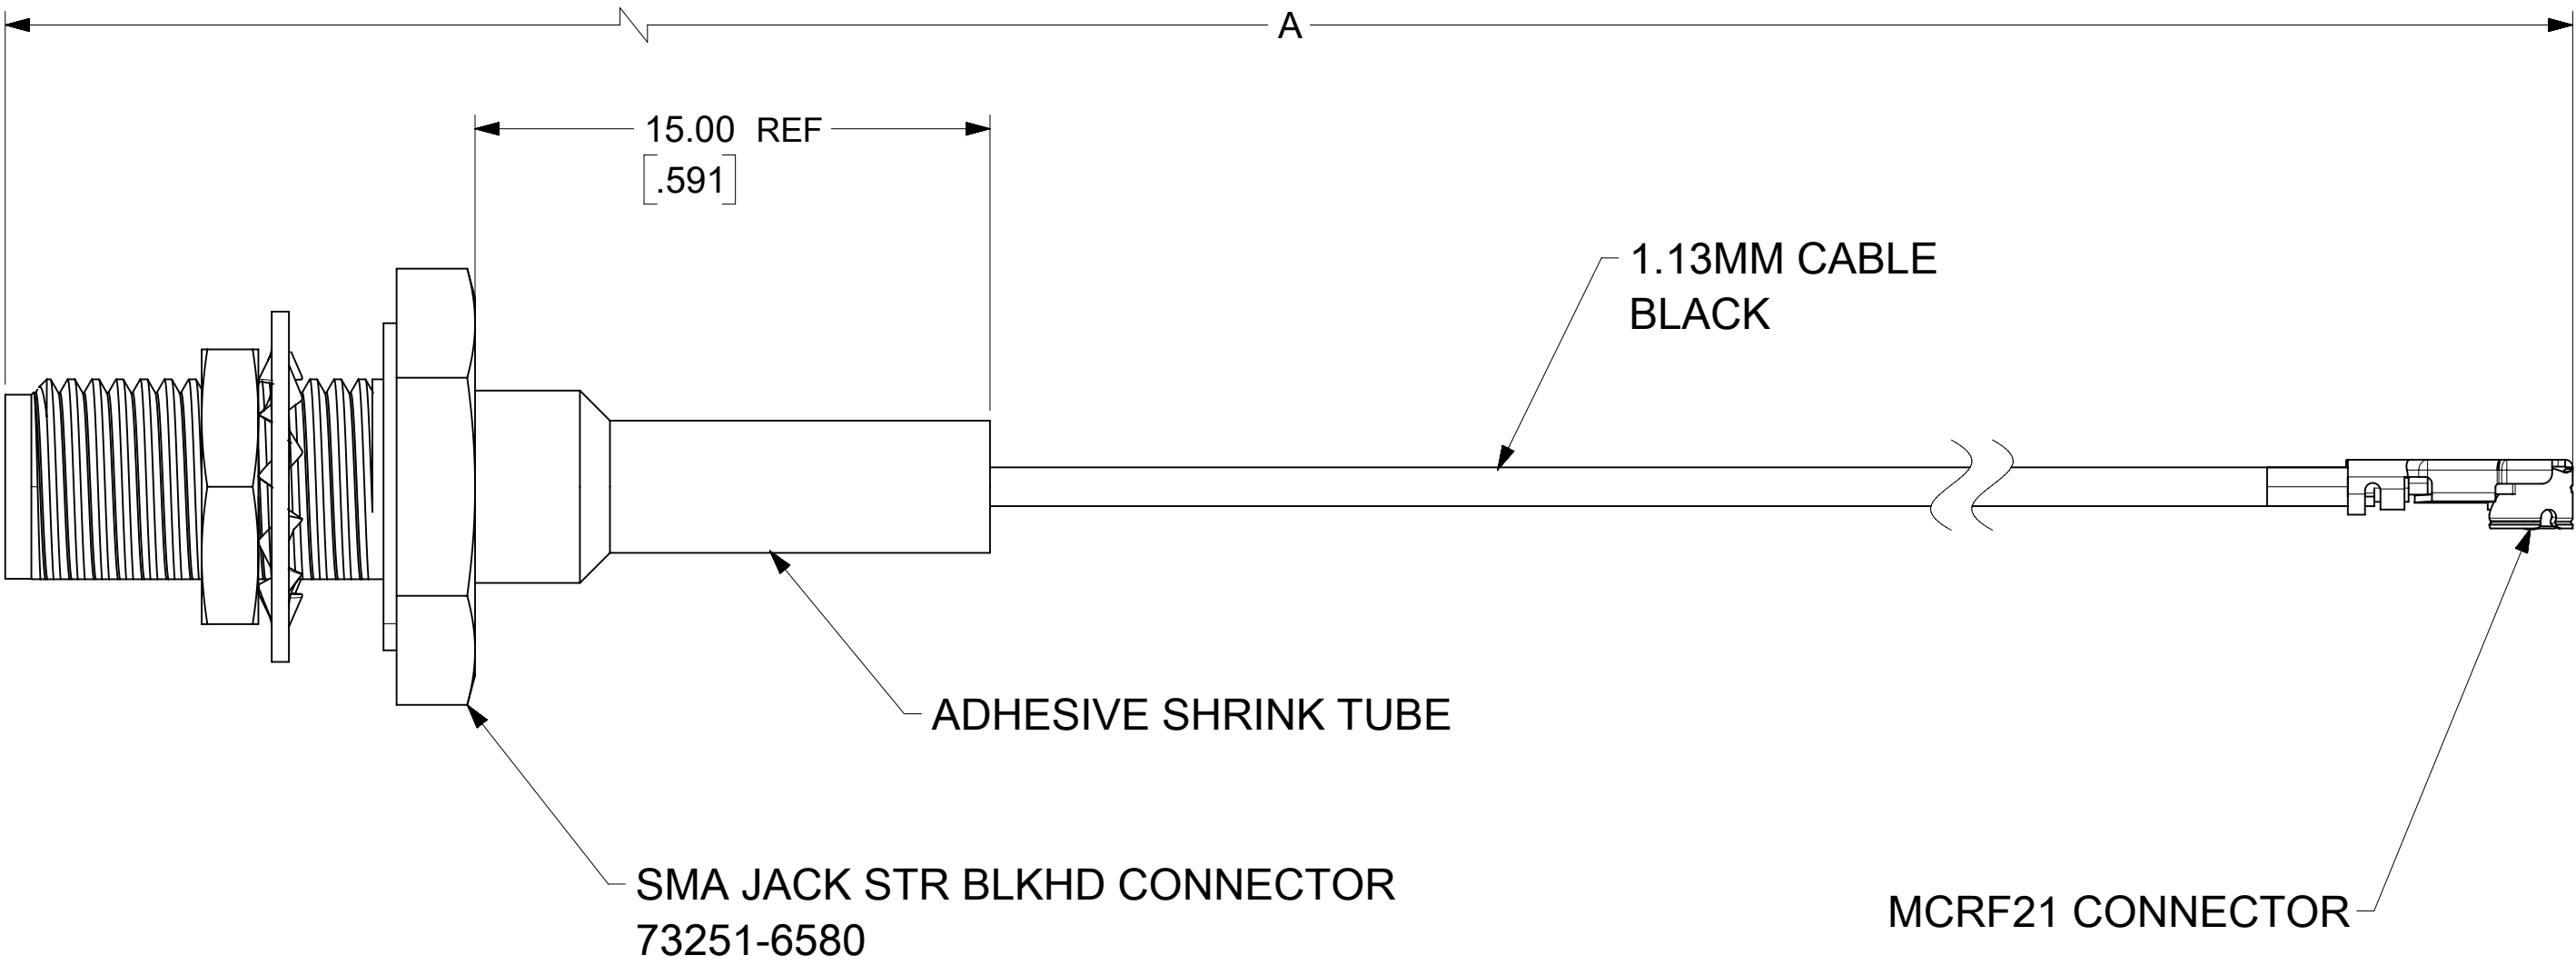 A
15.00 REF
[.591]
1.13MM CABLE
BLACK
ADHESIVE SHRINK TUBE
SMA JACK STR BLKHD CONNECTOR
73251-6580
MCRF21 CONNECTOR